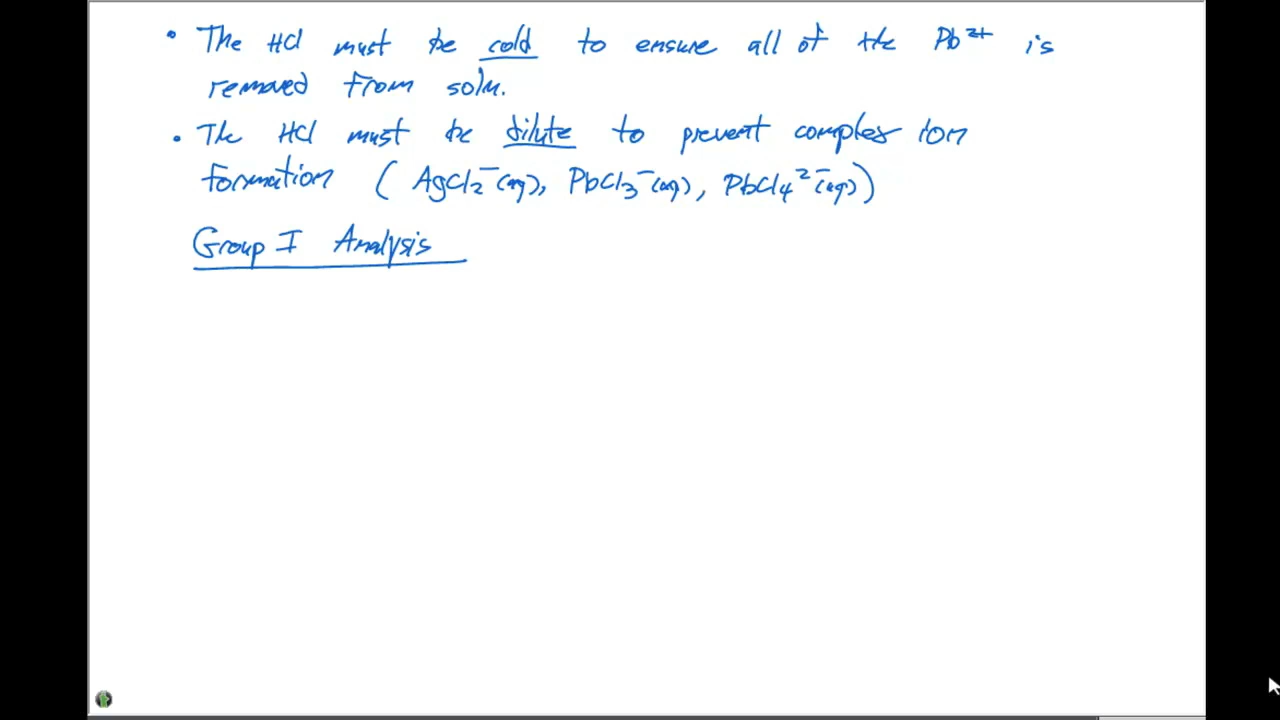 • The HCl must be cold to ensure all of the Pb²⁺ is
removed from soln.
• The HCl must be dilute to prevent complex ion
formation ( AgCl₂⁻(aq), PbCl₃⁻(aq), PbCl₄²⁻(aq))
Group I Analysis